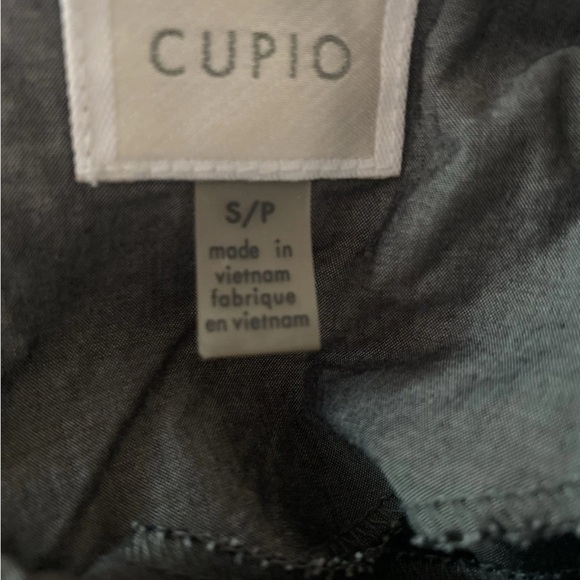 CUPIO
S/P
made in
vietnam
fabrique
en vietnam